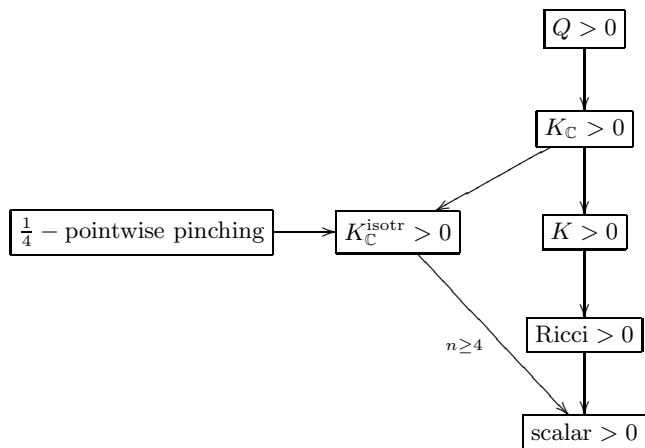 Q > 0
K_ℂ > 0
1/4 − pointwise pinching
K_ℂ^isotr > 0
K > 0
Ricci > 0
n≥4
scalar > 0